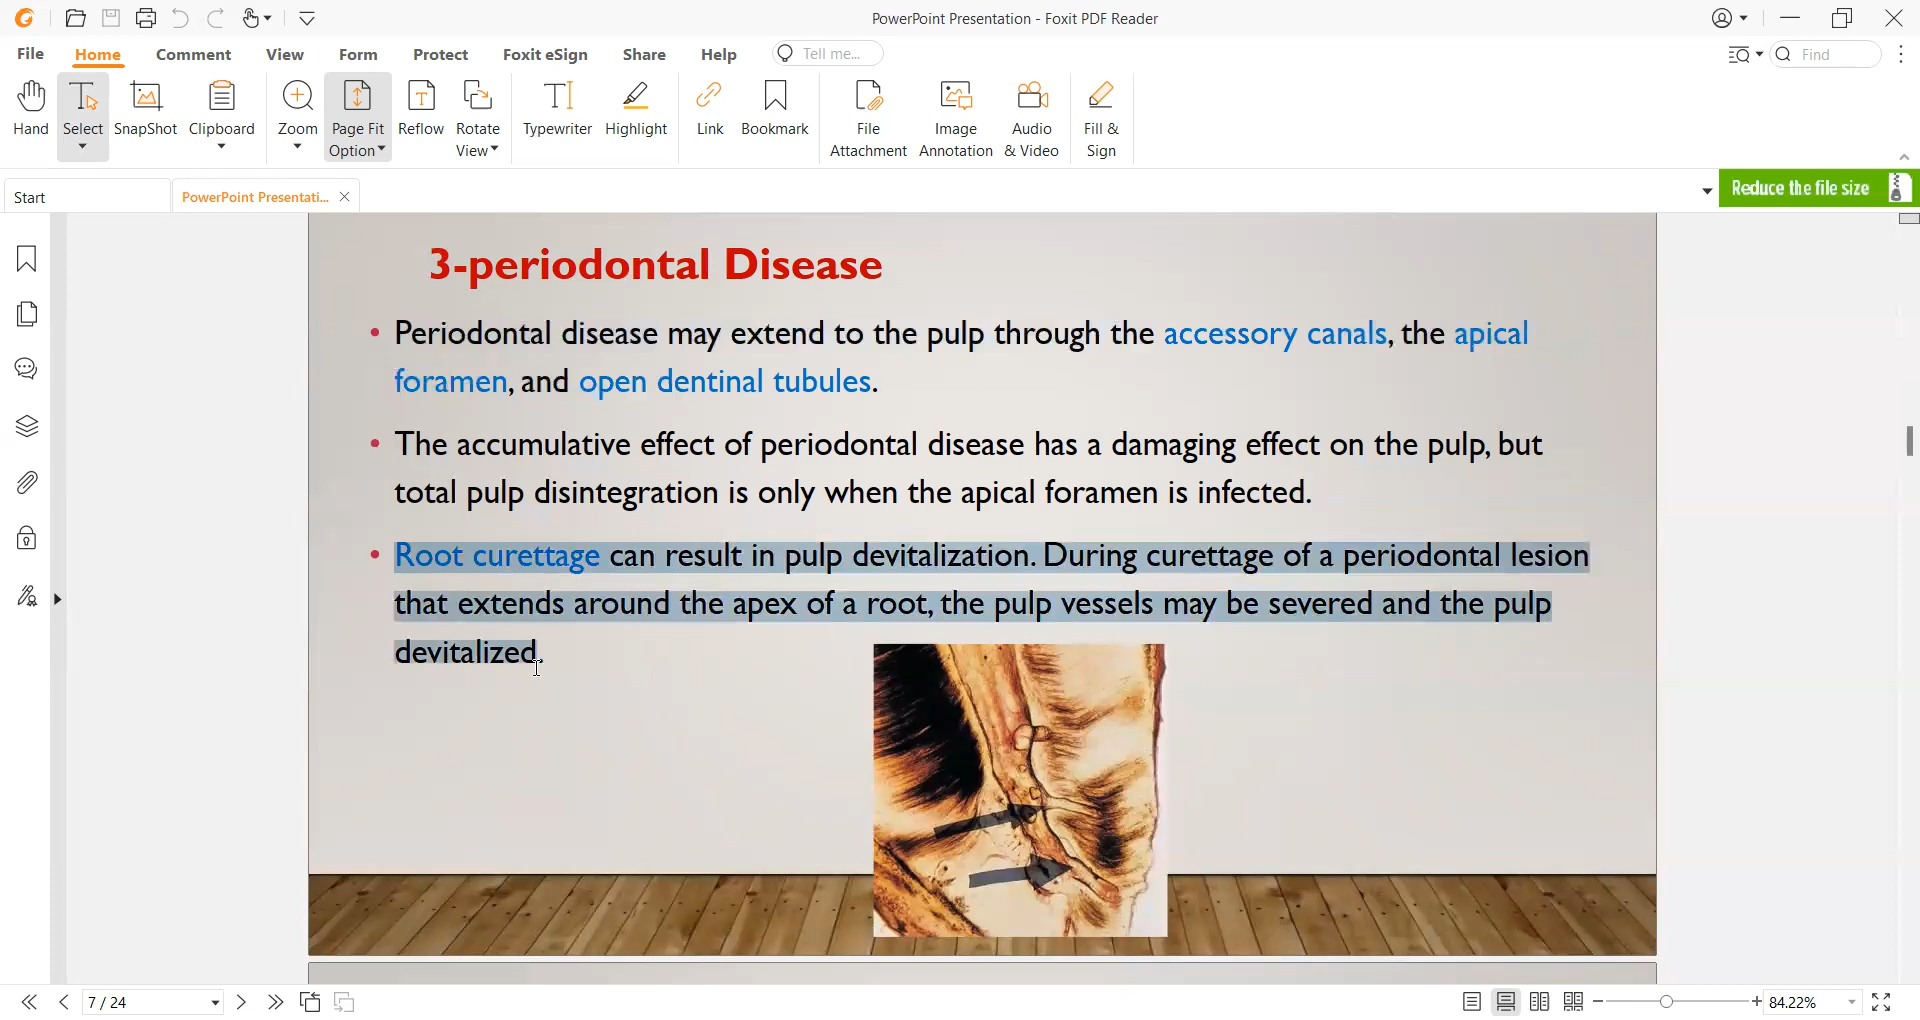 PowerPoint Presentation - Foxit PDF Reader
File Home Comment View Form Protect Foxit eSign Share Help Tell me... Find
Hand Select SnapShot Clipboard Zoom Page Fit Option Reflow Rotate View Typewriter Highlight Link Bookmark File Attachment Image Annotation Audio & Video Fill & Sign
Start PowerPoint Presentati... Reduce the file size
3-periodontal Disease
• Periodontal disease may extend to the pulp through the accessory canals, the apical
foramen, and open dentinal tubules.
• The accumulative effect of periodontal disease has a damaging effect on the pulp, but
total pulp disintegration is only when the apical foramen is infected.
• Root curettage can result in pulp devitalization. During curettage of a periodontal lesion
that extends around the apex of a root, the pulp vessels may be severed and the pulp
devitalized.
7 / 24 84.22%